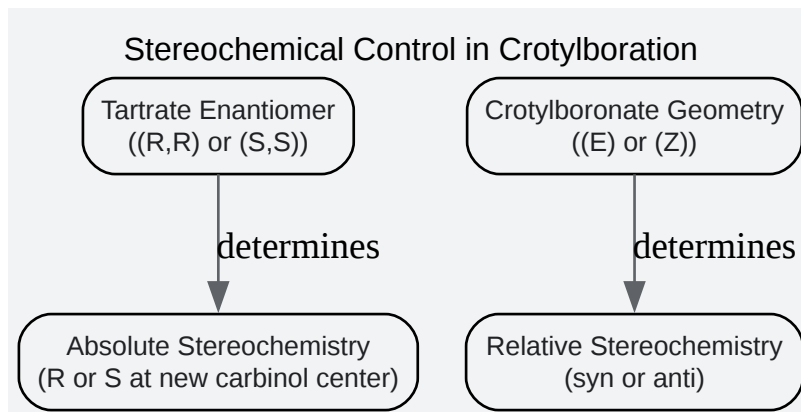 Stereochemical Control in Crotylboration
Tartrate Enantiomer
((R,R) or (S,S))
Crotylboronate Geometry
((E) or (Z))
determines
determines
Absolute Stereochemistry
(R or S at new carbinol center)
Relative Stereochemistry
(syn or anti)